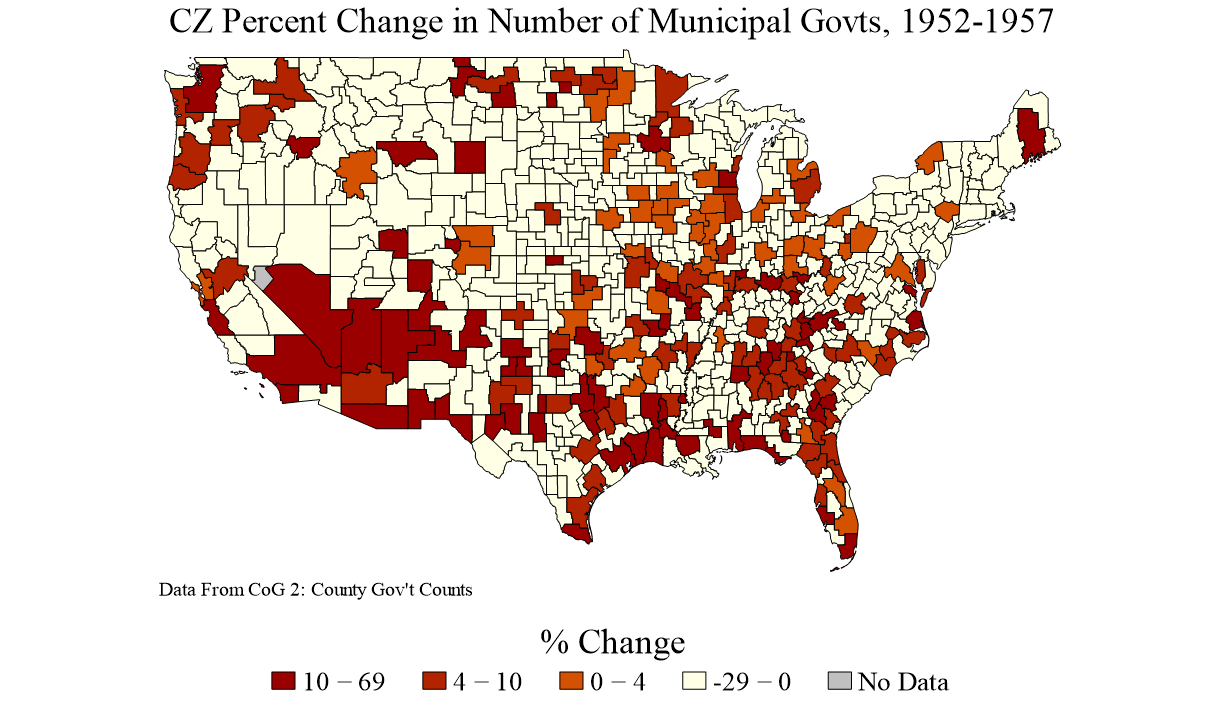 CZ Percent Change in Number of Municipal Govts, 1952-1957
Data From CoG 2: County Gov't Counts
% Change
10 − 69
4 − 10
0 − 4
-29 − 0
No Data